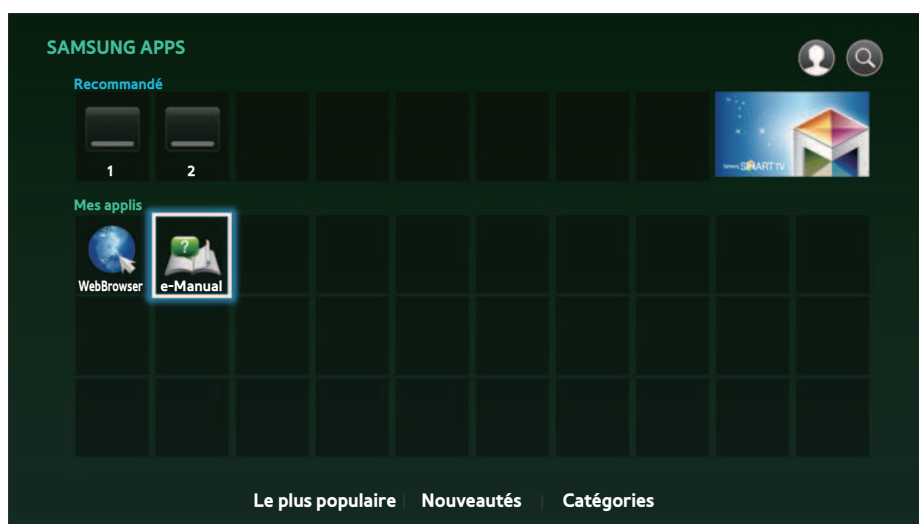 SAMSUNG APPS
Recommandé
1 2
SMART TV
Mes applis
?
WebBrowser e-Manual
Le plus populaire | Nouveautés | Catégories